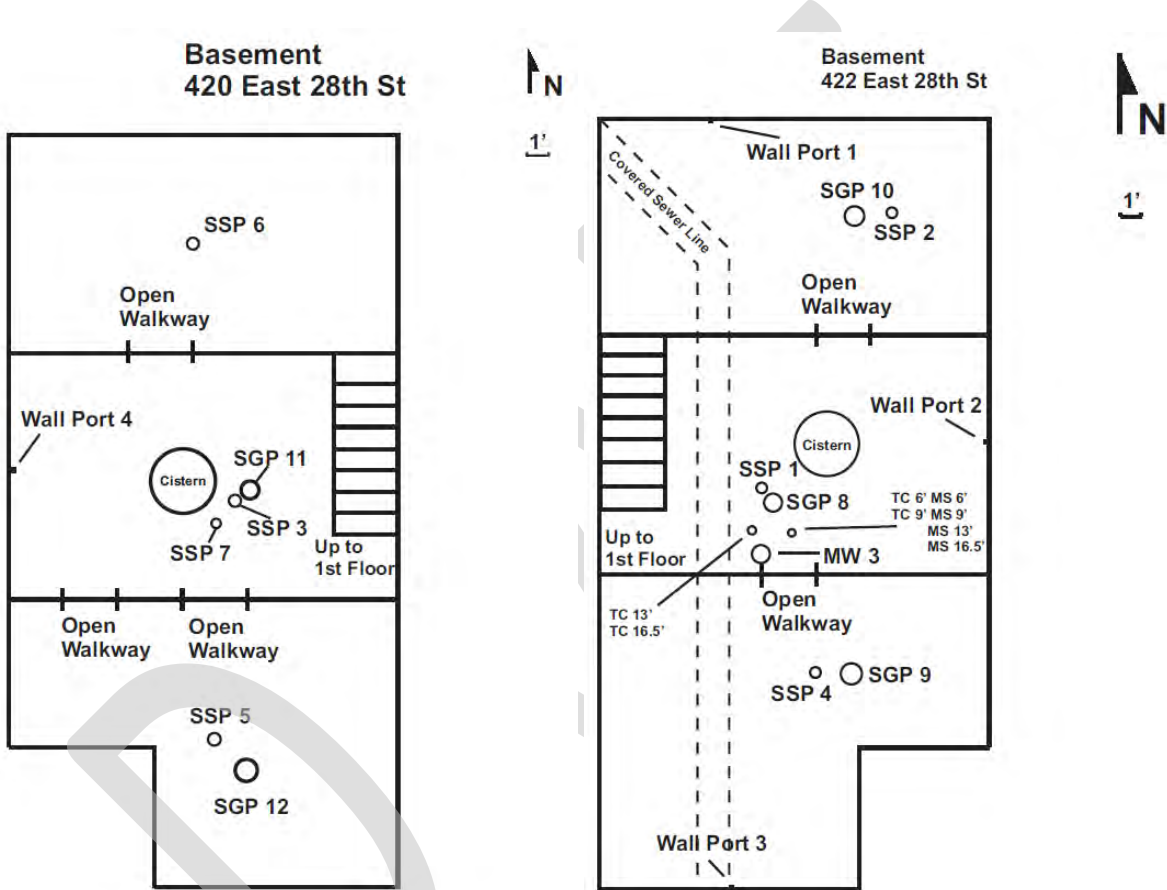 Basement
420 East 28th St
N
1'
SSP 6
Open
Walkway
Wall Port 4
Cistern
SGP 11
SSP 3
SSP 7
Up to
1st Floor
Open
Walkway
Open
Walkway
SSP 5
SGP 12
Basement
422 East 28th St
N
1'
Wall Port 1
Covered Sewer Line
SGP 10
SSP 2
Open
Walkway
Wall Port 2
Cistern
SSP 1
SGP 8
TC 6' MS 6'
TC 9' MS 9'
MS 13'
MS 16.5'
Up to
1st Floor
MW 3
TC 13'
TC 16.5'
Open
Walkway
SSP 4
SGP 9
Wall Port 3